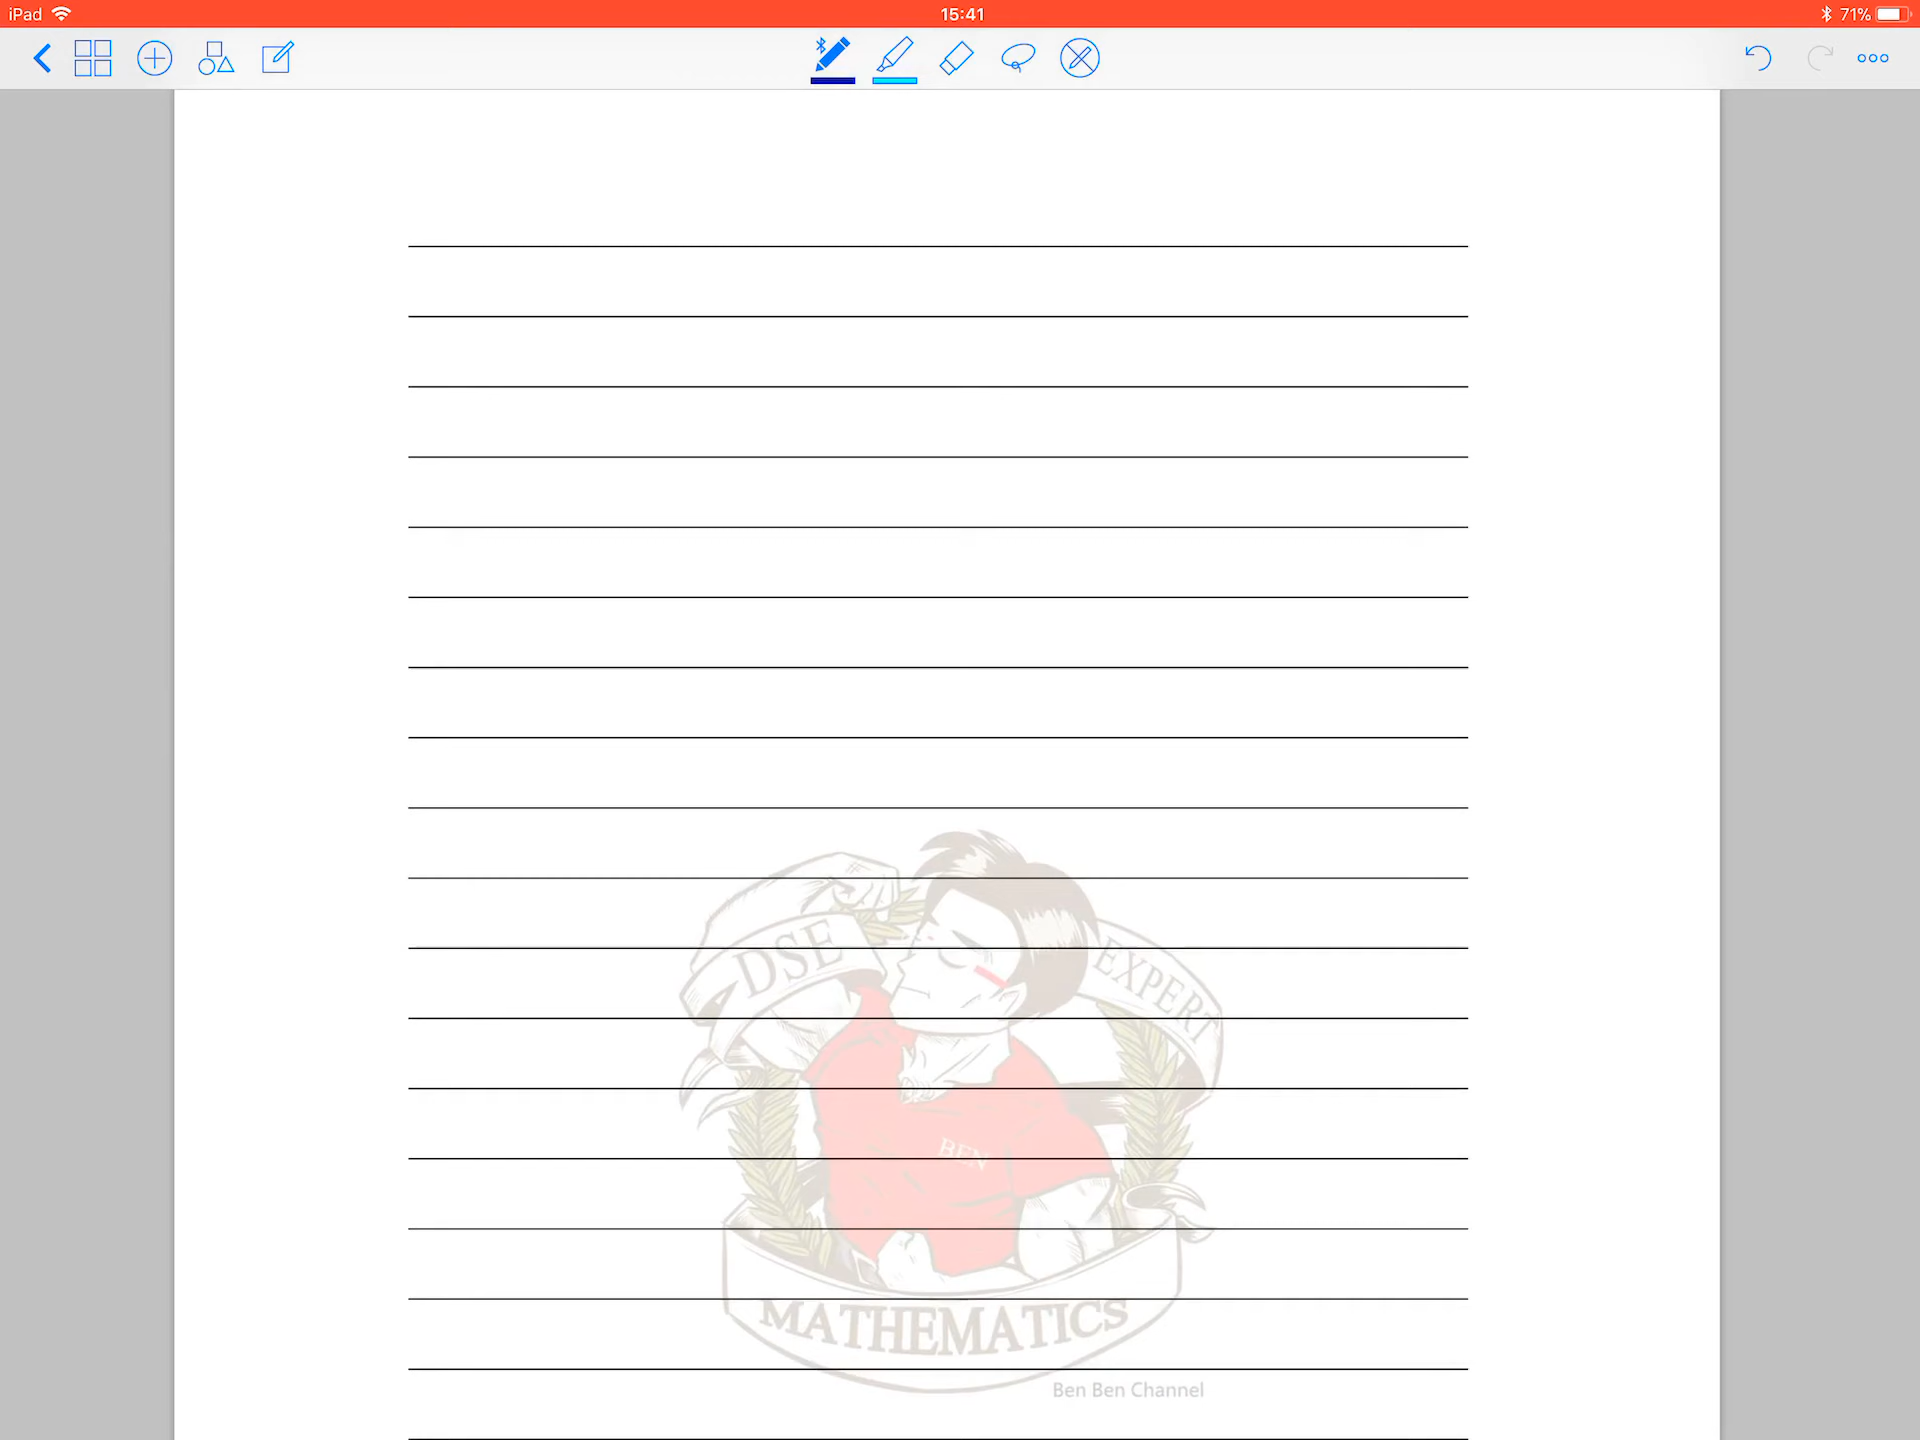 iPad 15:41 71%
DSE EXPERT
BEN
MATHEMATICS
Ben Ben Channel